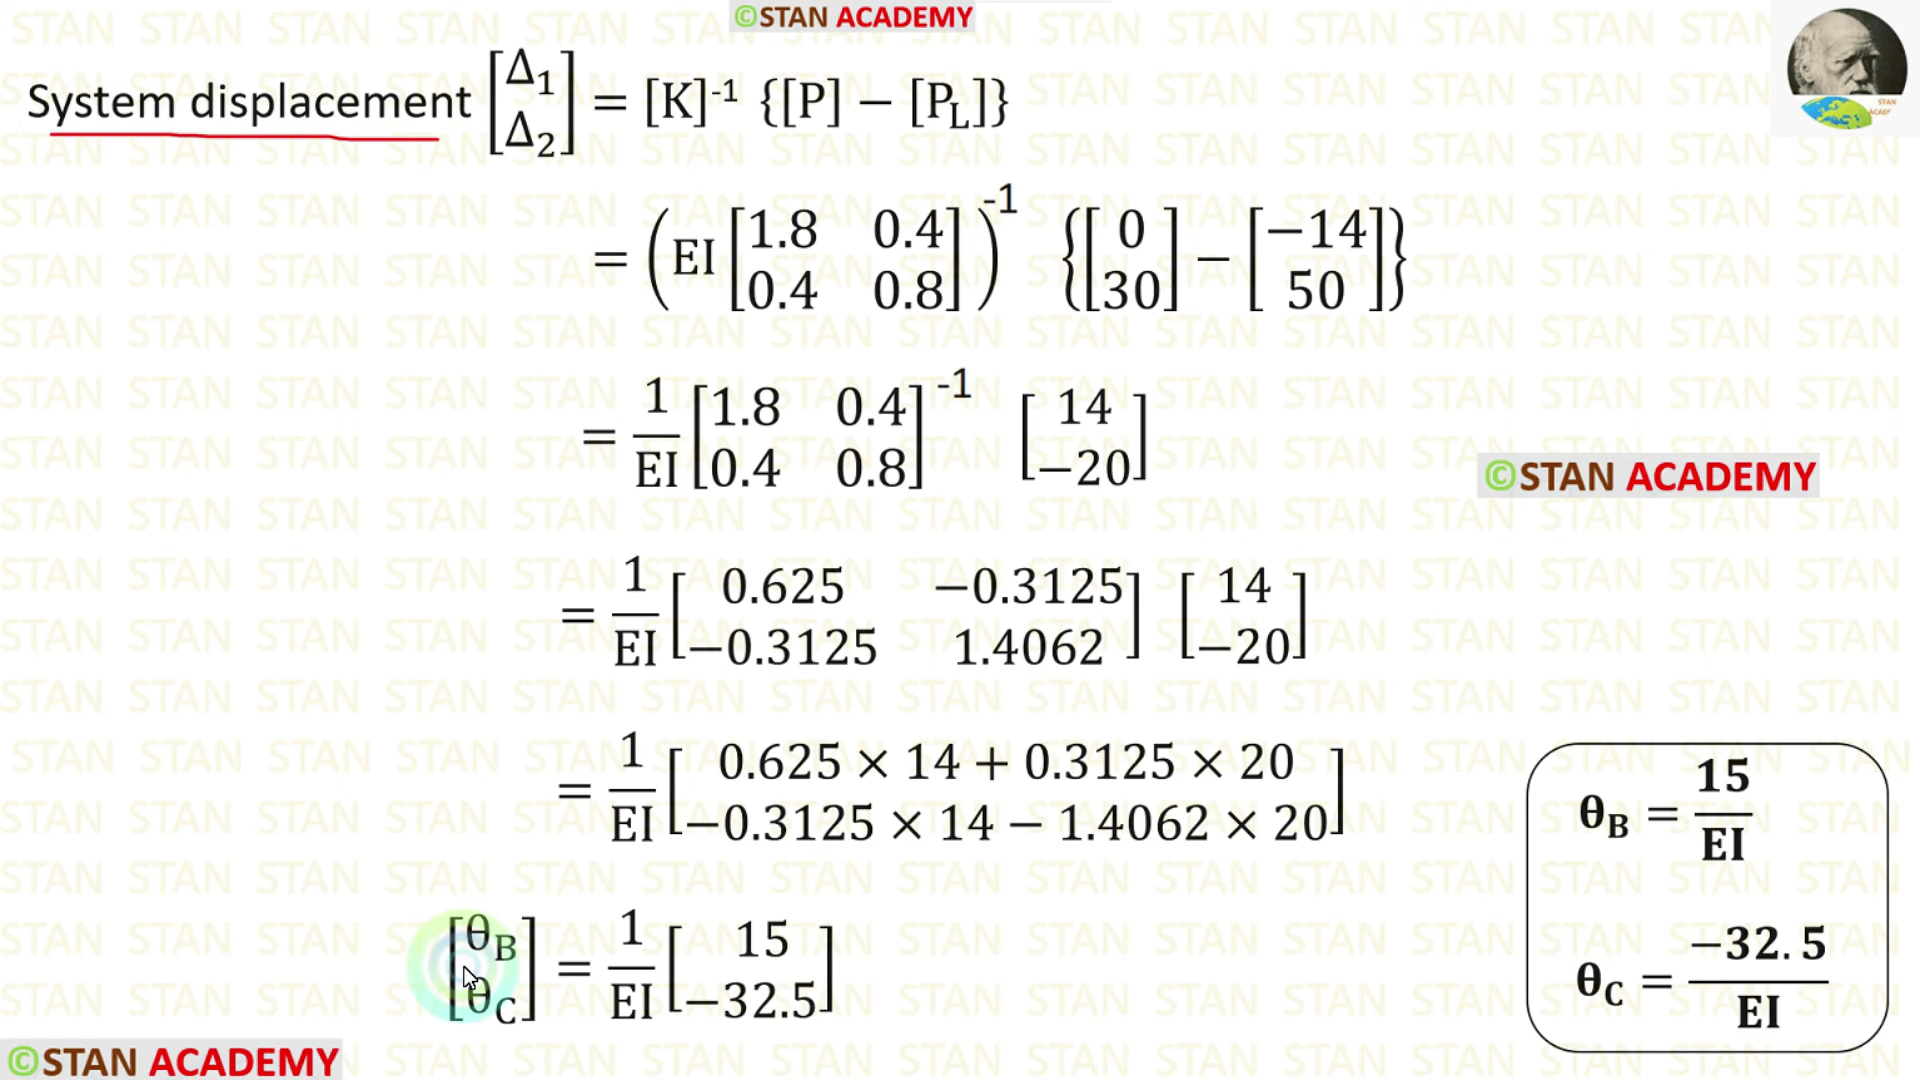 ©STAN ACADEMY
System displacement [Δ1 Δ2] = [K]-1 {[P] − [PL]}
= (EI [1.8 0.4 0.4 0.8])-1 {[0 30] − [−14 50]}
= 1/EI [1.8 0.4 0.4 0.8]-1 [14 −20]
©STAN ACADEMY
= 1/EI [0.625 −0.3125 −0.3125 1.4062] [14 −20]
= 1/EI [0.625 × 14 + 0.3125 × 20 −0.3125 × 14 − 1.4062 × 20]
[θB θC] = 1/EI [15 −32.5]
θB = 15/EI
θC = −32.5/EI
©STAN ACADEMY